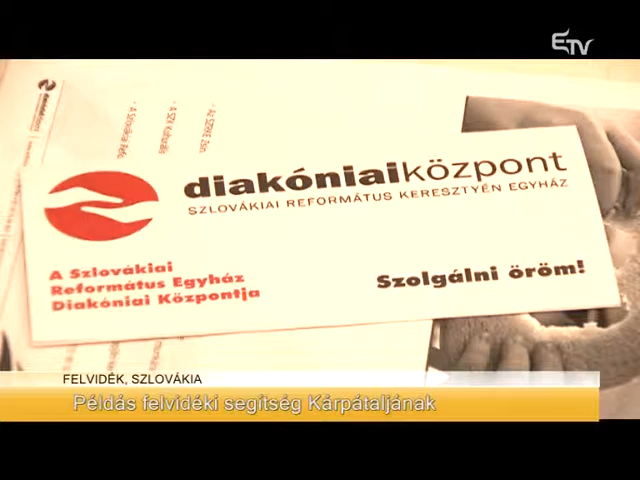 ETV
diakóniaiközpont
SZLOVÁKIAI REFORMÁTUS KERESZTYÉN EGYHÁZ
A Szlovákiai
Református Egyház
Diakóniai Központja
Szolgálni öröm!
FELVIDÉK, SZLOVÁKIA
Példás felvidéki segítség Kárpátaljának